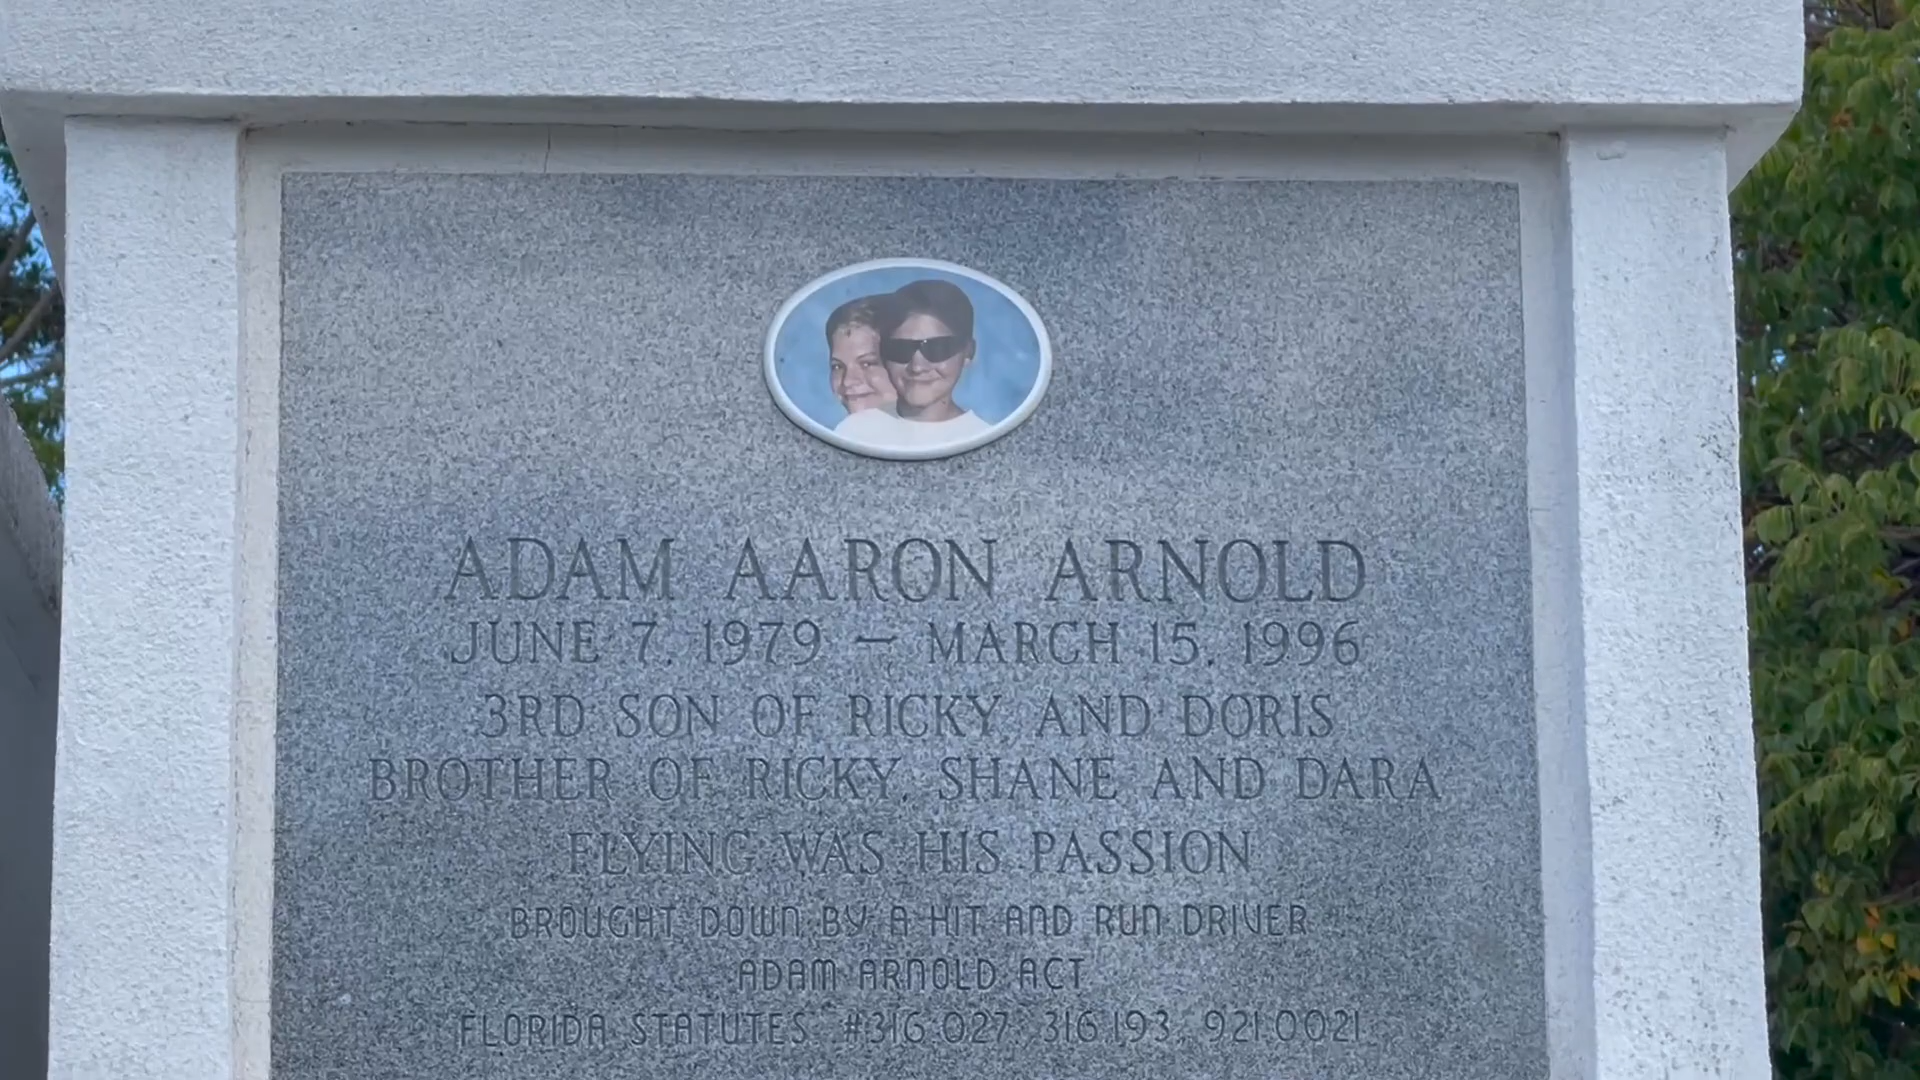 ADAM AARON ARNOLD
JUNE 7, 1979 — MARCH 15, 1996
3RD SON OF RICKY, AND DORIS
BROTHER OF RICKY, SHANE AND DARA
FLYING WAS HIS PASSION
BROUGHT DOWN BY A HIT AND RUN DRIVER
ADAM ARNOLD ACT
FLORIDA STATUTES #316.027, 316.193, 921.0021